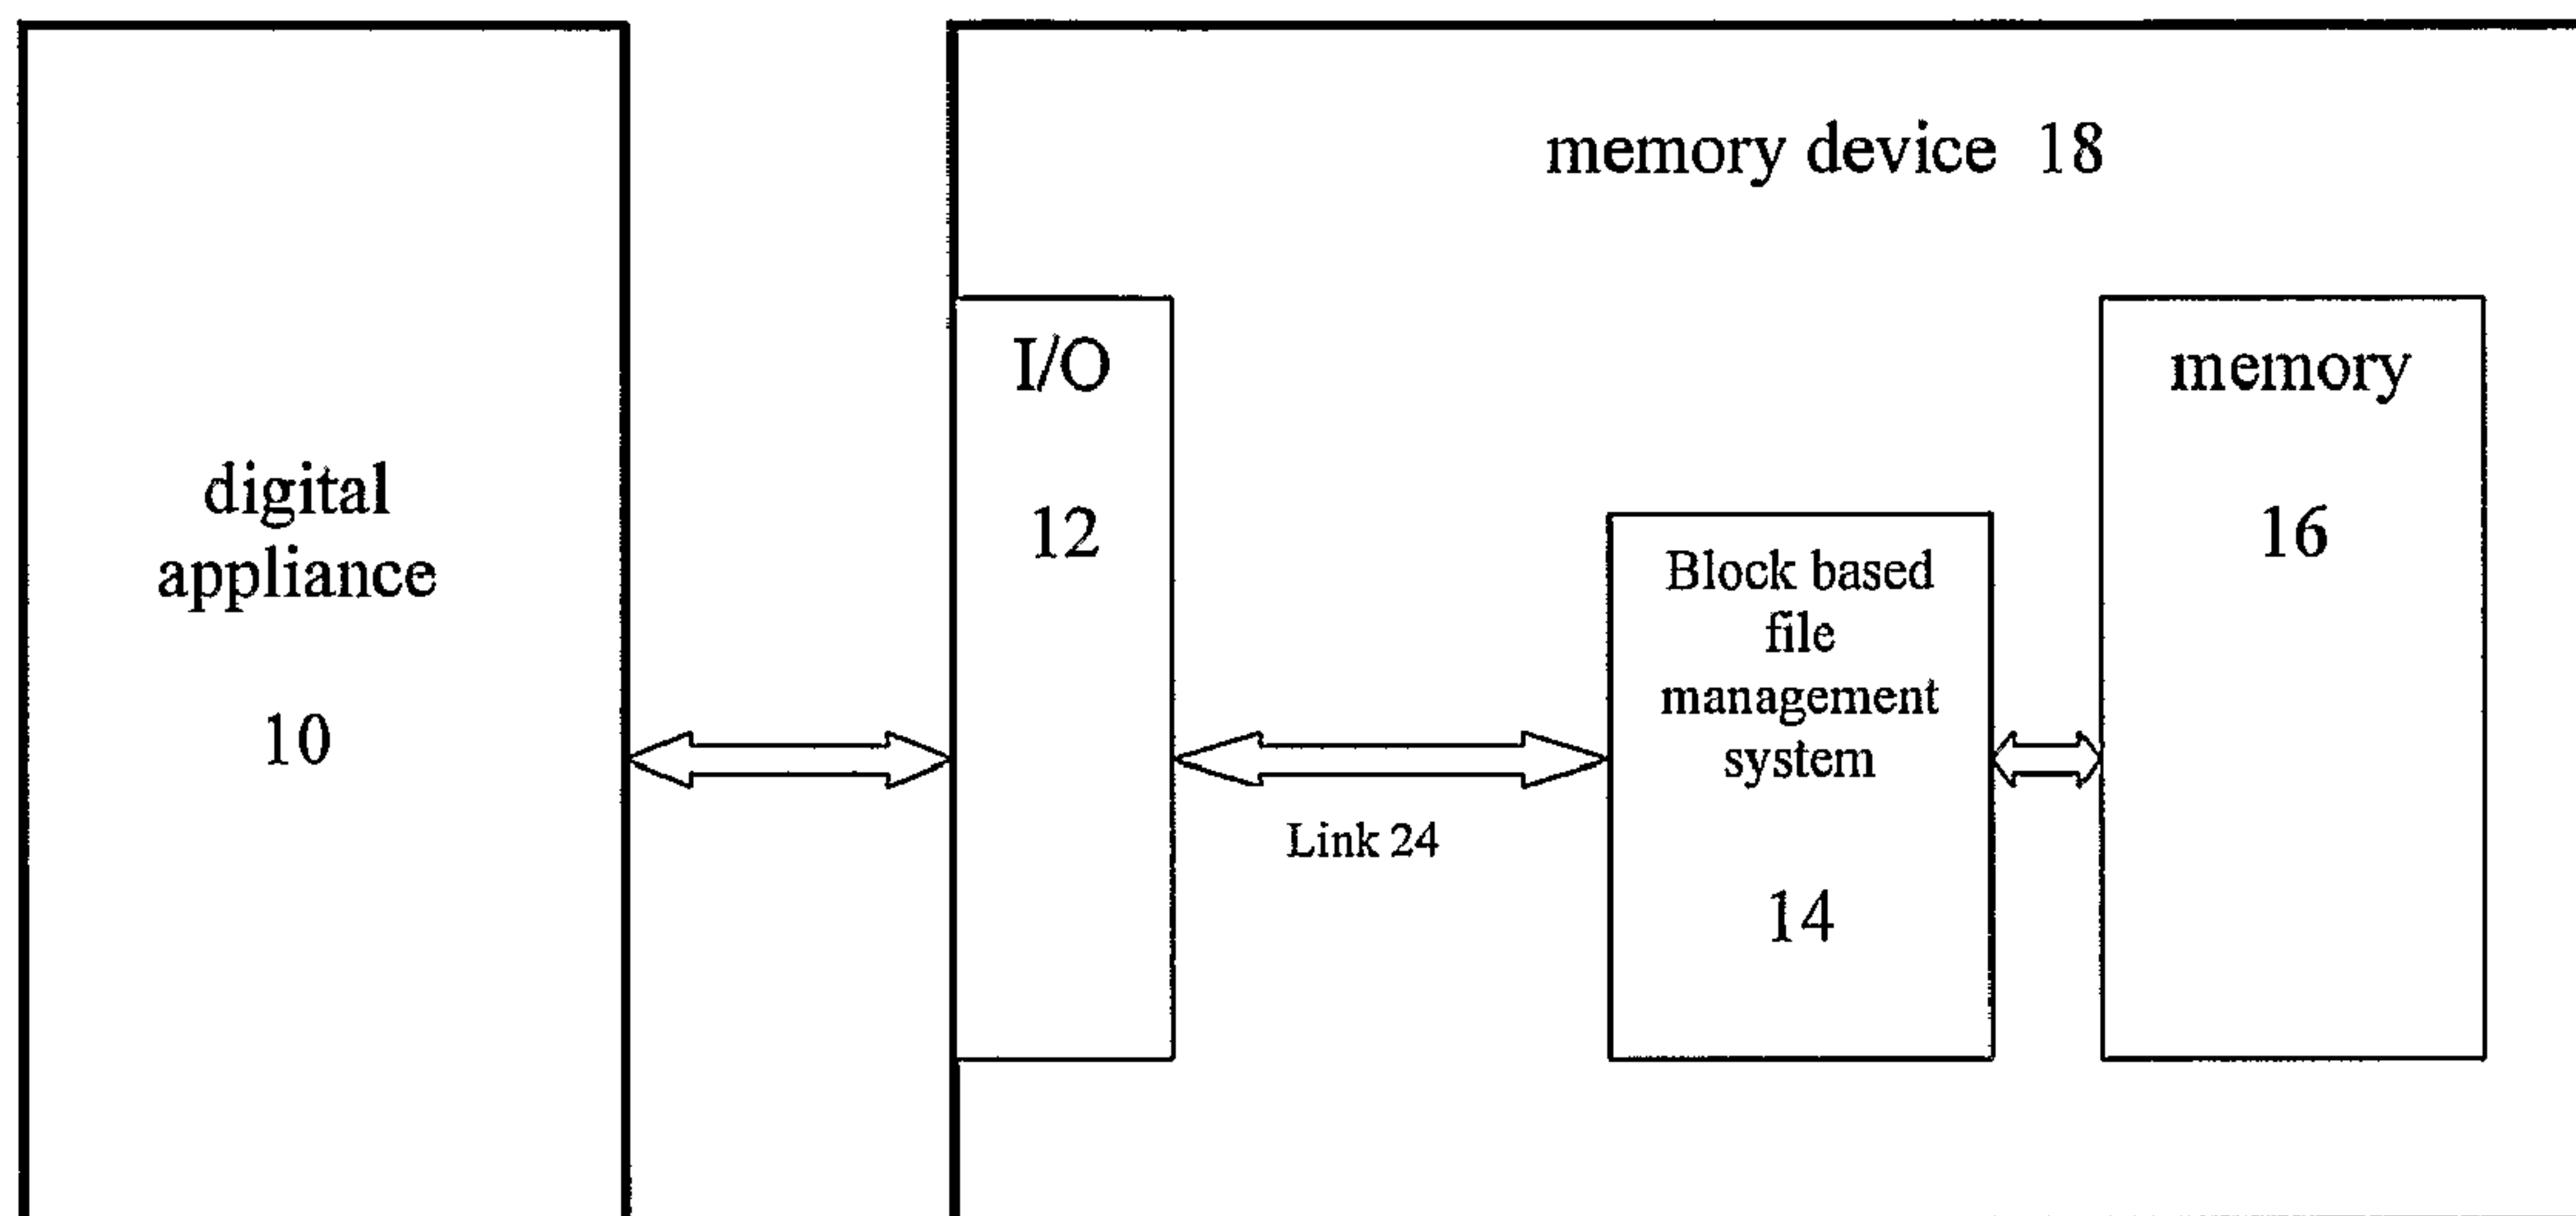 memory device 18
digital
appliance
10
I/O
12
Link 24
Block based
file
management
system
14
memory
16